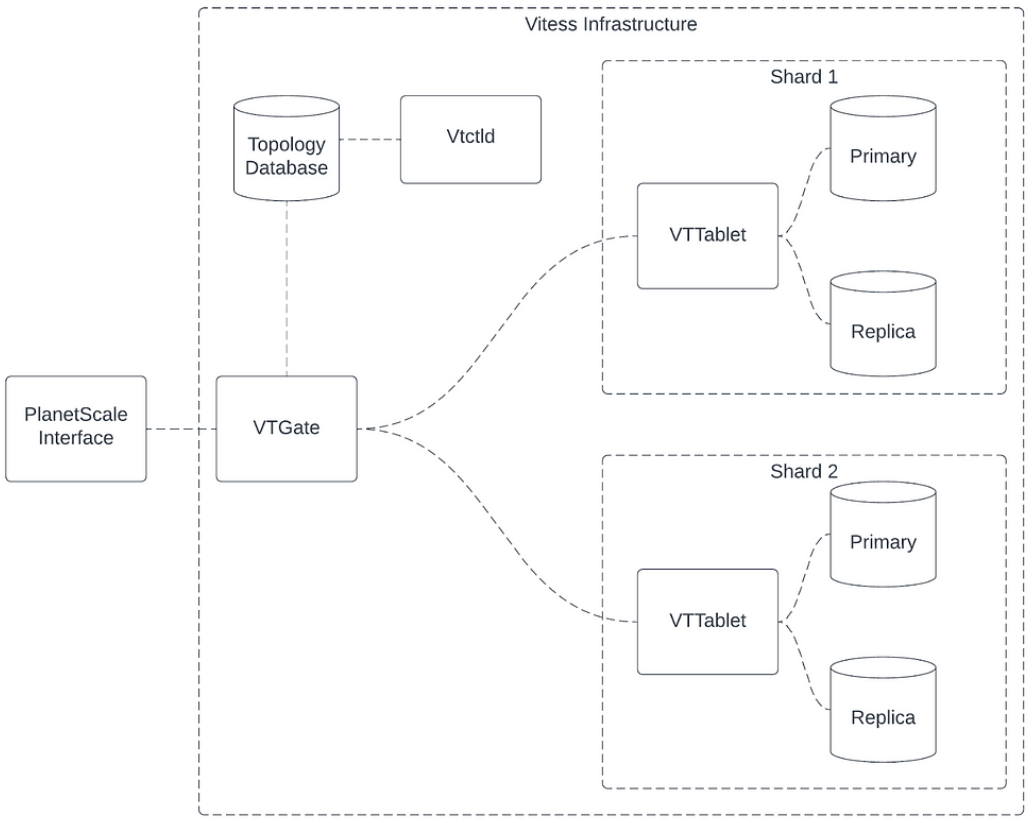 Vitess Infrastructure
Topology
Database
Vtctld
PlanetScale
Interface
VTGate
Shard 1
VTTablet
Primary
Replica
Shard 2
VTTablet
Primary
Replica